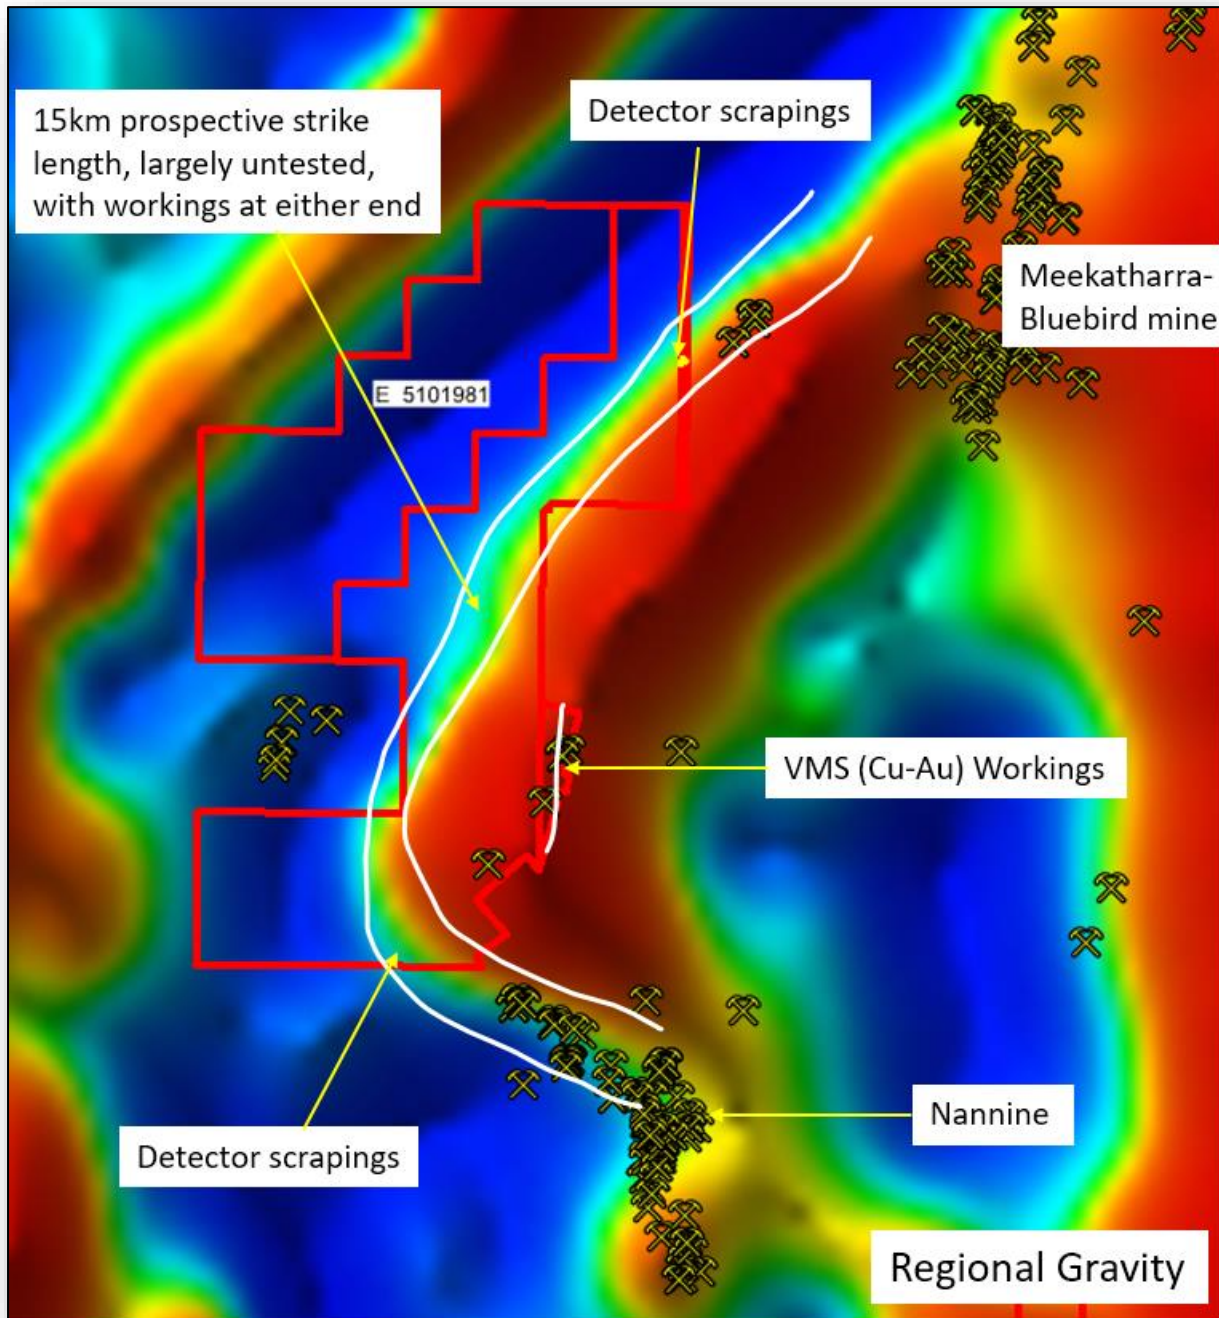 15km prospective strike
length, largely untested,
with workings at either end
Detector scrapings
Meekatharra-
Bluebird mine
E 5101981
VMS (Cu-Au) Workings
Nannine
Detector scrapings
Regional Gravity